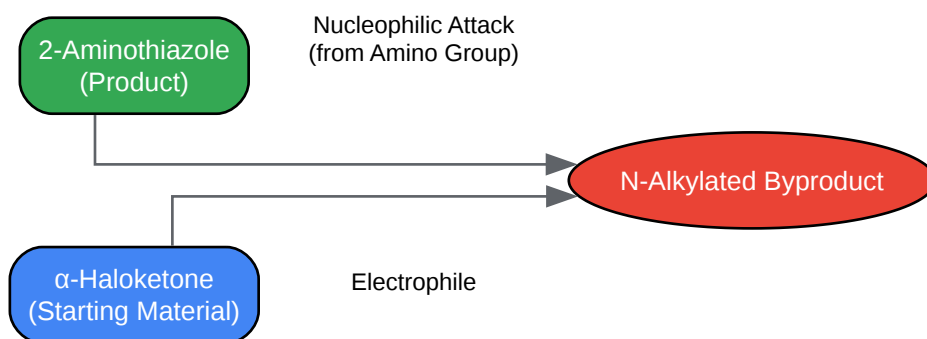 2-Aminothiazole
(Product)
Nucleophilic Attack
(from Amino Group)
N-Alkylated Byproduct
α-Haloketone
(Starting Material)
Electrophile